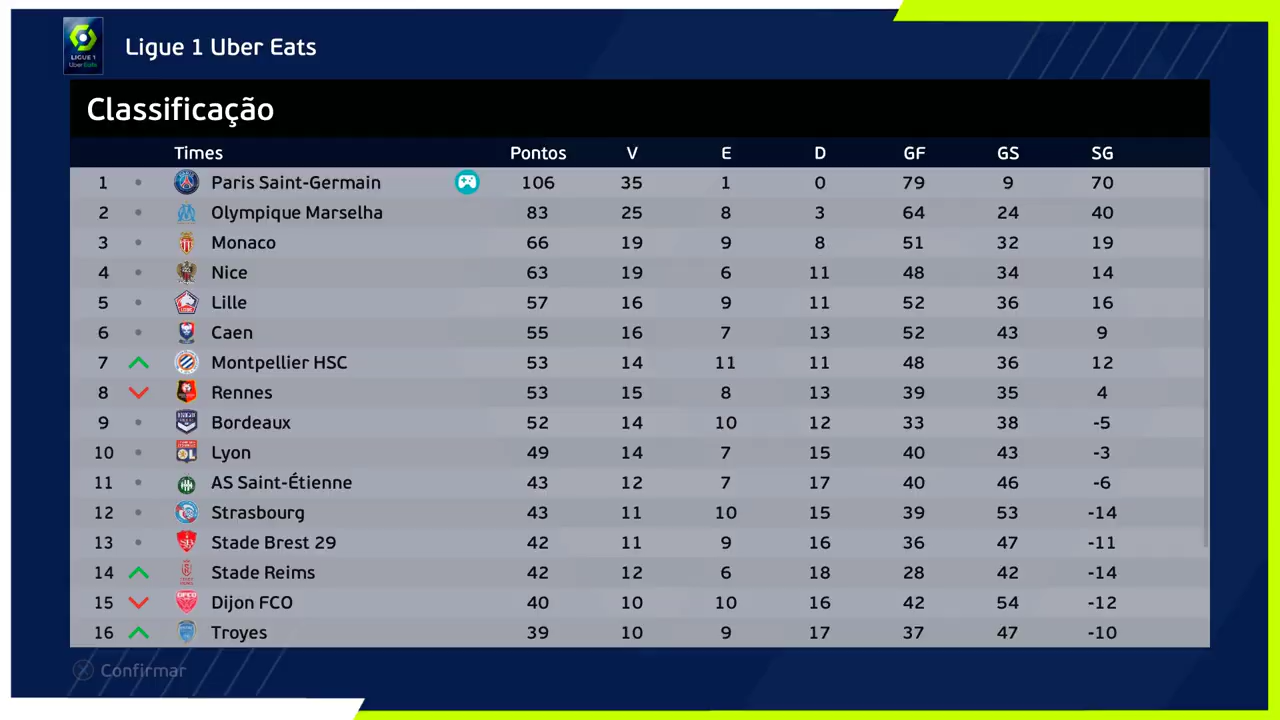 LIGUE 1
Uber Eats
Ligue 1 Uber Eats
Classificação
Times Pontos V E D GF GS SG
1 Paris Saint-Germain 106 35 1 0 79 9 70
2 Olympique Marselha 83 25 8 3 64 24 40
3 Monaco 66 19 9 8 51 32 19
4 Nice 63 19 6 11 48 34 14
5 Lille 57 16 9 11 52 36 16
6 Caen 55 16 7 13 52 43 9
7 Montpellier HSC 53 14 11 11 48 36 12
8 Rennes 53 15 8 13 39 35 4
9 Bordeaux 52 14 10 12 33 38 -5
10 Lyon 49 14 7 15 40 43 -3
11 AS Saint-Étienne 43 12 7 17 40 46 -6
12 Strasbourg 43 11 10 15 39 53 -14
13 Stade Brest 29 42 11 9 16 36 47 -11
14 Stade Reims 42 12 6 18 28 42 -14
15 Dijon FCO 40 10 10 16 42 54 -12
16 Troyes 39 10 9 17 37 47 -10
Confirmar